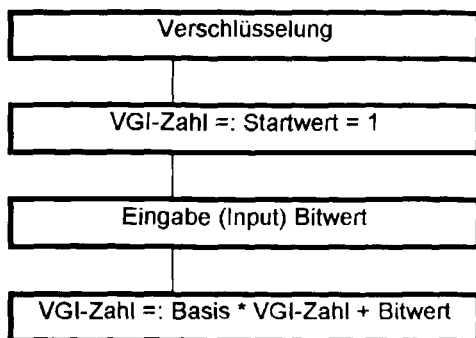 Verschlüsselung
VGI-Zahl =: Startwert = 1
Eingabe (Input) Bitwert
VGI-Zahl =: Basis * VGI-Zahl + Bitwert